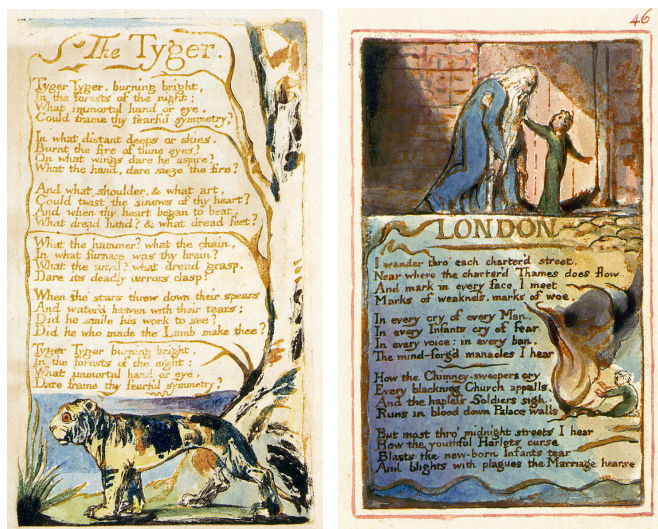 The Tyger.
Tyger Tyger, burning bright,
In the forests of the night;
What immortal hand or eye,
Could frame thy fearful symmetry?
In what distant deeps or skies.
Burnt the fire of thine eyes?
On what wings dare he aspire?
What the hand, dare sieze the fire?
And what shoulder, & what art,
Could twist the sinews of thy heart?
And when thy heart began to beat,
What dread hand? & what dread feet?
What the hammer? what the chain,
In what furnace was thy brain?
What the anvil? what dread grasp.
Dare its deadly terrors clasp?
When the stars threw down their spears
And water'd heaven with their tears:
Did he smile his work to see?
Did he who made the Lamb make thee?
Tyger Tyger burning bright,
In the forests of the night:
What immortal hand or eye,
Dare frame thy fearful symmetry?
46
LONDON
I wander thro' each charter'd street.
Near where the charter'd Thames does flow
And mark in every face I meet
Marks of weakness, marks of woe.
In every cry of every Man.
In every Infants cry of fear
In every voice; in every ban.
The mind-forg'd manacles I hear
How the Chimney-sweepers cry
Every blackning Church appalls.
And the hapless Soldiers sigh
Runs in blood down Palace walls
But most thro' midnight streets I hear
How the youthful Harlots curse
Blasts the new-born Infants tear
And blights with plagues the Marriage hearse